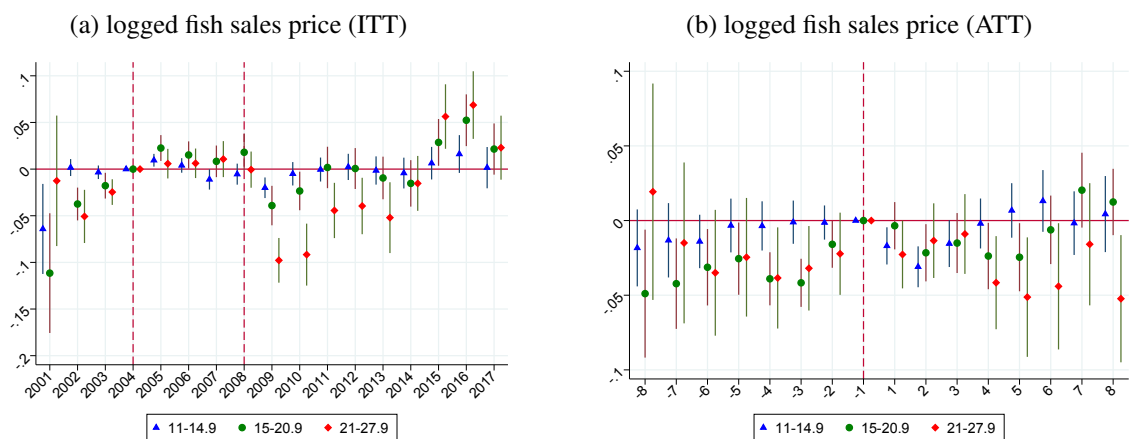 (a) logged fish sales price (ITT)
.1
.05
0
-.05
-.1
-.15
-.2
2001 2002 2003 2004 2005 2006 2007 2008 2009 2010 2011 2012 2013 2014 2015 2016 2017
11-14.9 15-20.9 21-27.9
(b) logged fish sales price (ATT)
.1
.05
0
-.05
-.1
-8 -7 -6 -5 -4 -3 -2 -1 1 2 3 4 5 6 7 8
11-14.9 15-20.9 21-27.9